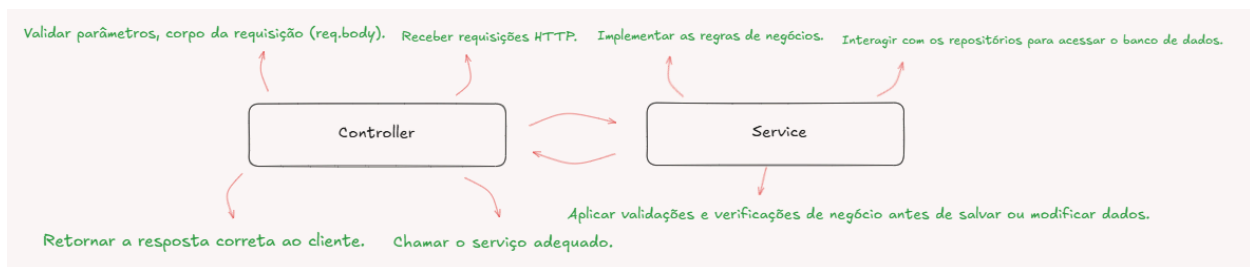 Validar parâmetros, corpo da requisição (req.body).
Receber requisições HTTP.
Implementar as regras de negócios.
Interagir com os repositórios para acessar o banco de dados.
Controller
Service
Aplicar validações e verificações de negócio antes de salvar ou modificar dados.
Retornar a resposta correta ao cliente.
Chamar o serviço adequado.